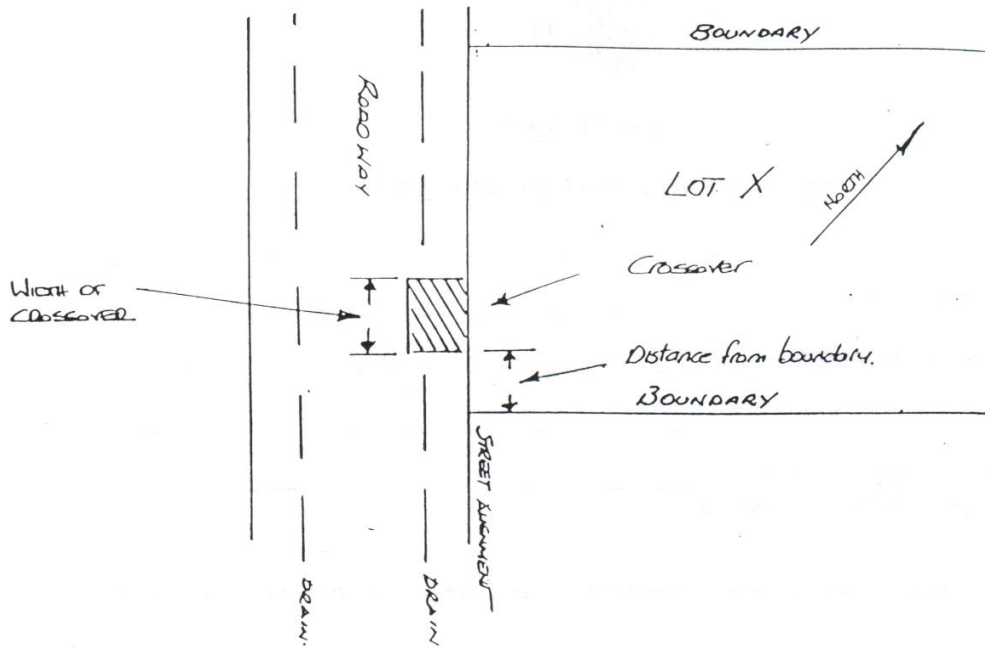 BOUNDARY
ROADWAY
LOT X
NORTH
Crossover
WIDTH OF
CROSSOVER
Distance from boundary.
BOUNDARY
STREET ALIGNMENT
DRAIN.
DRAIN